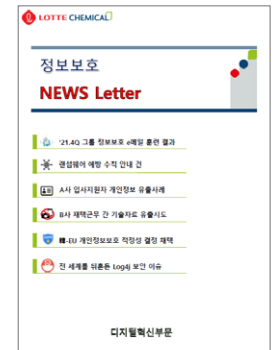 LOTTE CHEMICAL
정보보호
NEWS Letter
'21.4Q 그룹 정보보호 e메일 훈련 결과
랜섬웨어 예방 수칙 안내 건
A사 입사지원자 개인정보 유출사례
B사 재택근무 간 기술자료 유출시도
韓-EU 개인정보보호 적정성 결정 채택
전 세계를 뒤흔든 Log4j 보안 이슈
디지털혁신부문